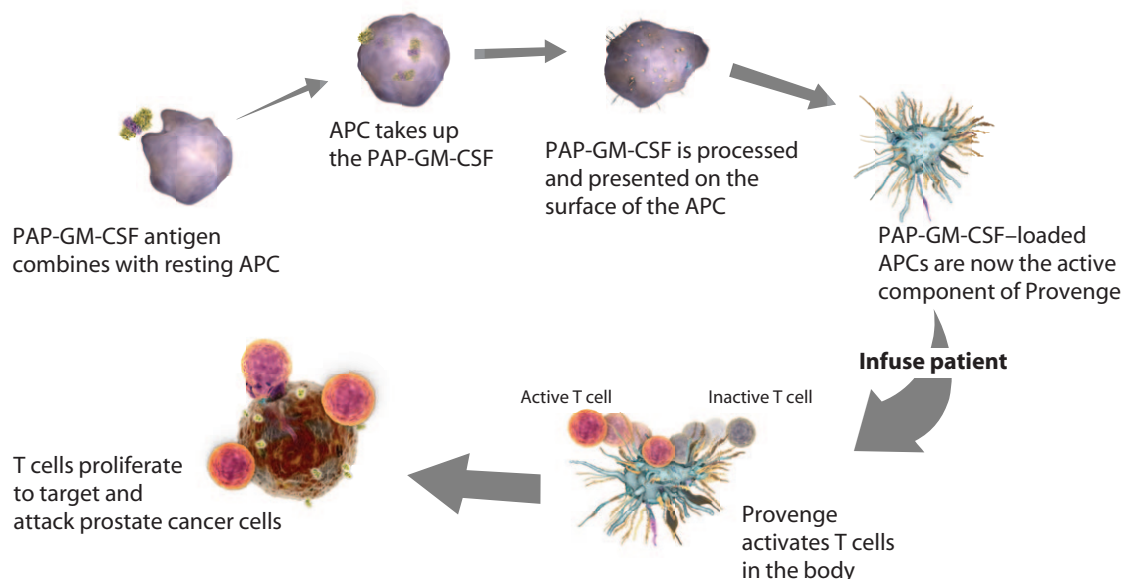 PAP-GM-CSF antigen
combines with resting APC
APC takes up
the PAP-GM-CSF
PAP-GM-CSF is processed
and presented on the
surface of the APC
PAP-GM-CSF–loaded
APCs are now the active
component of Provenge
Infuse patient
Active T cell
Inactive T cell
Provenge
activates T cells
in the body
T cells proliferate
to target and
attack prostate cancer cells